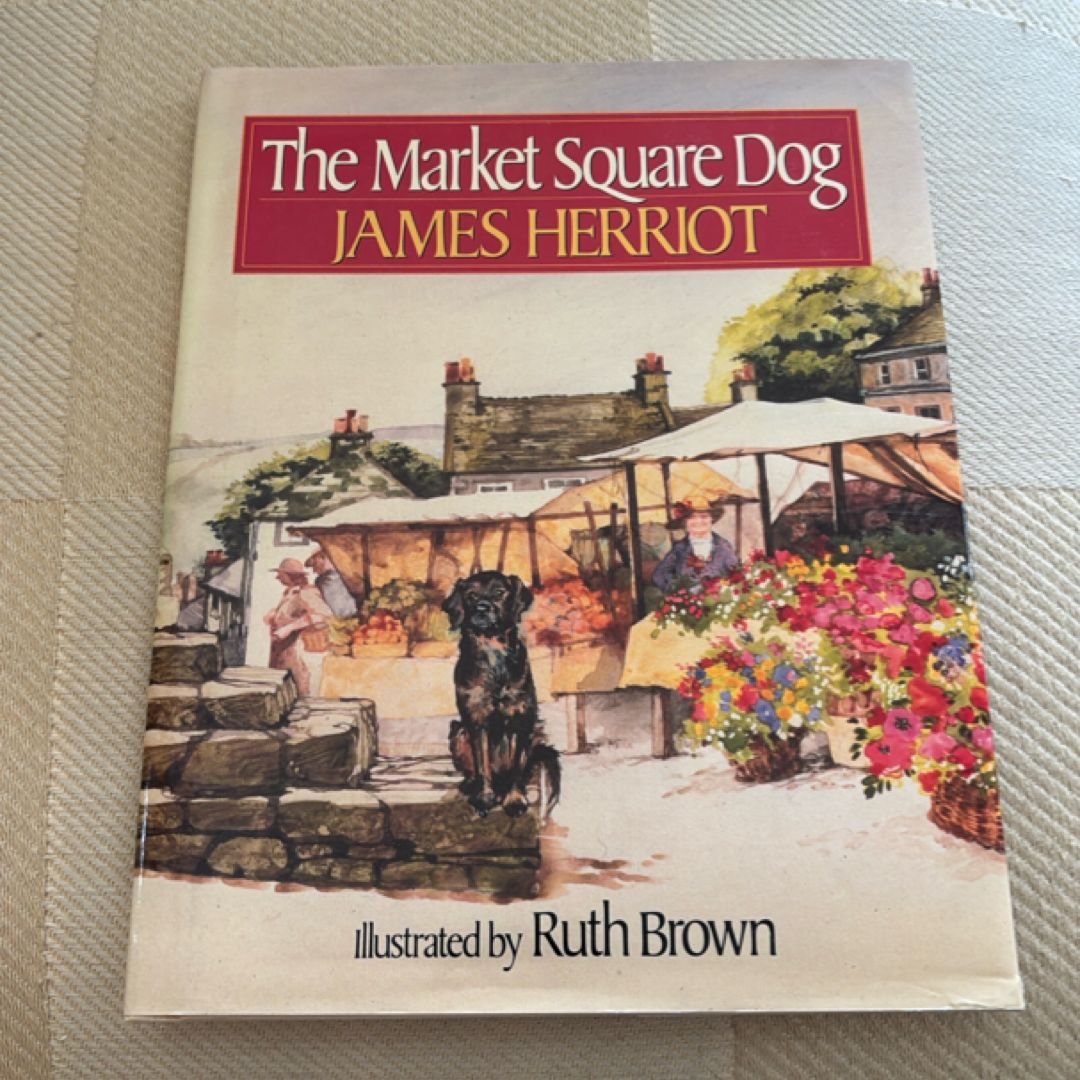 The Market Square Dog
JAMES HERRIOT
Illustrated by Ruth Brown